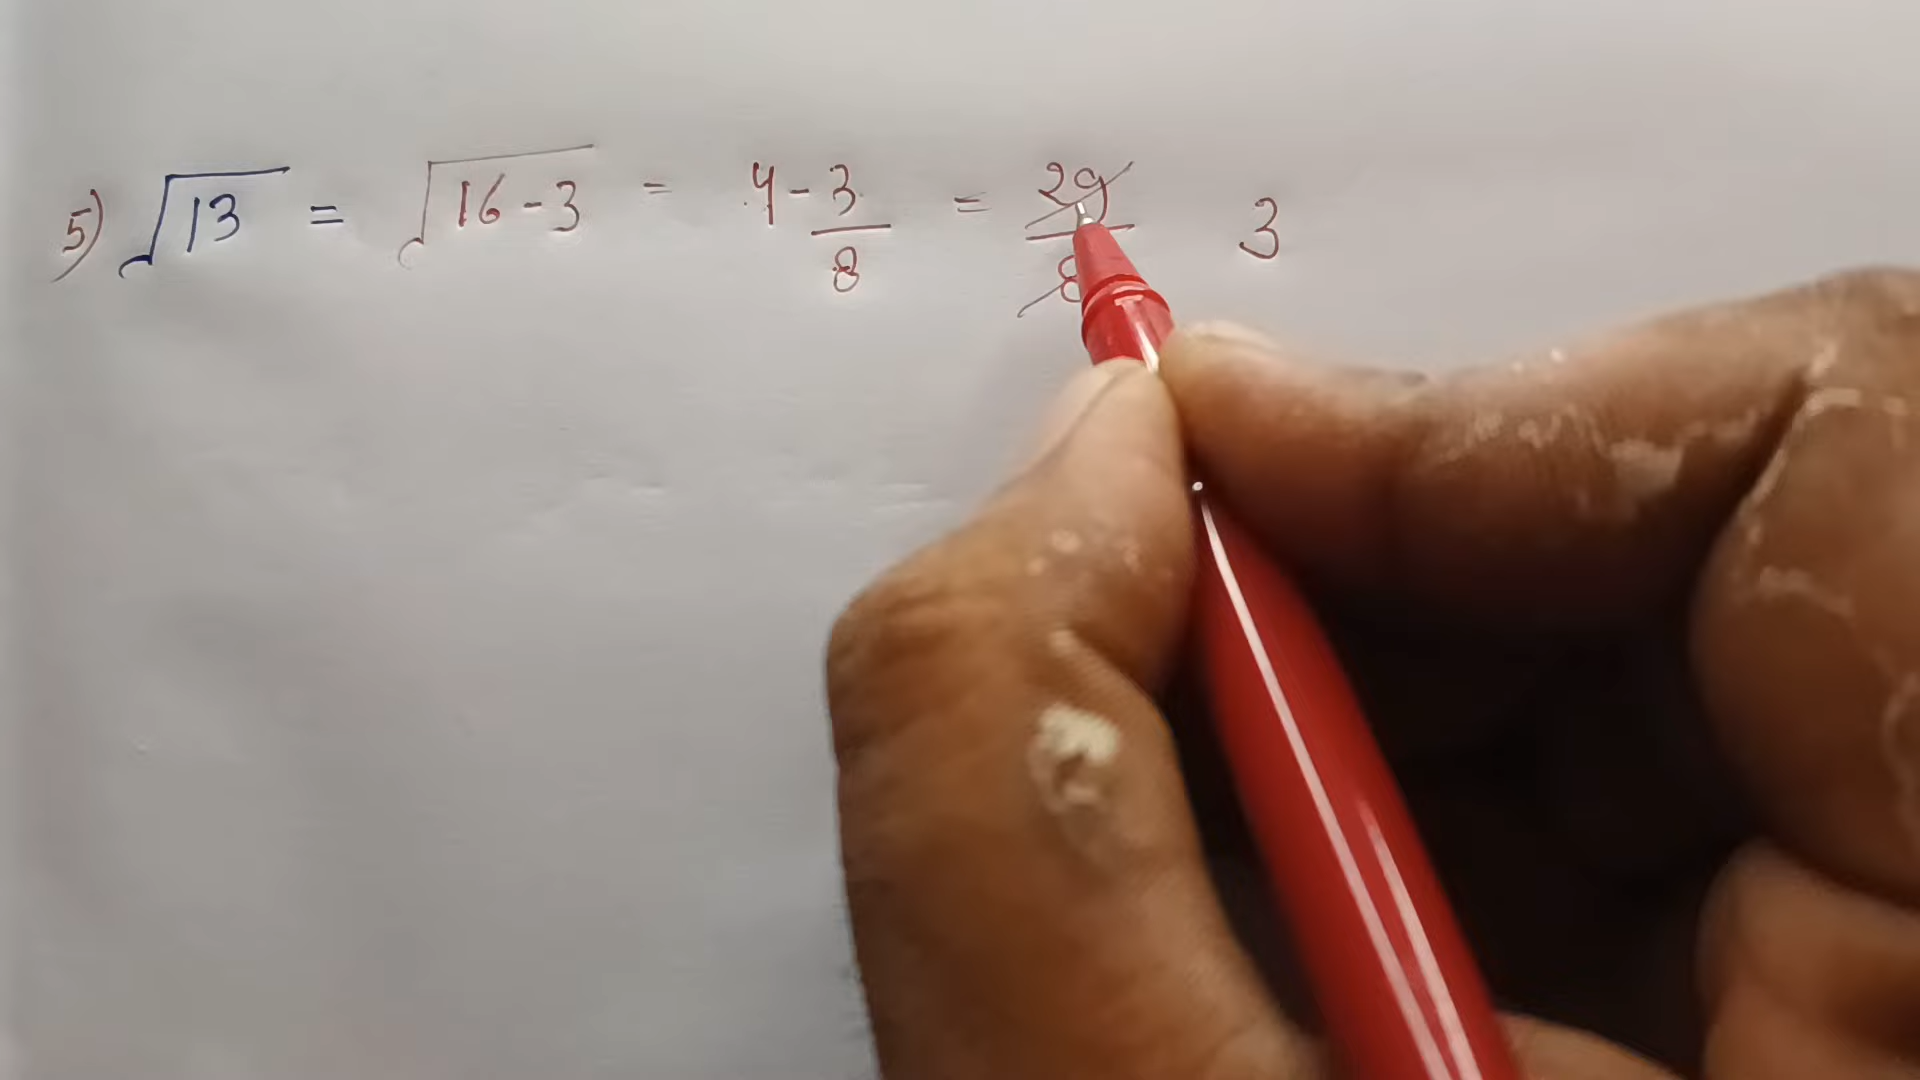 5) √13 = √16-3 = 4-3/8 = 29/8 3